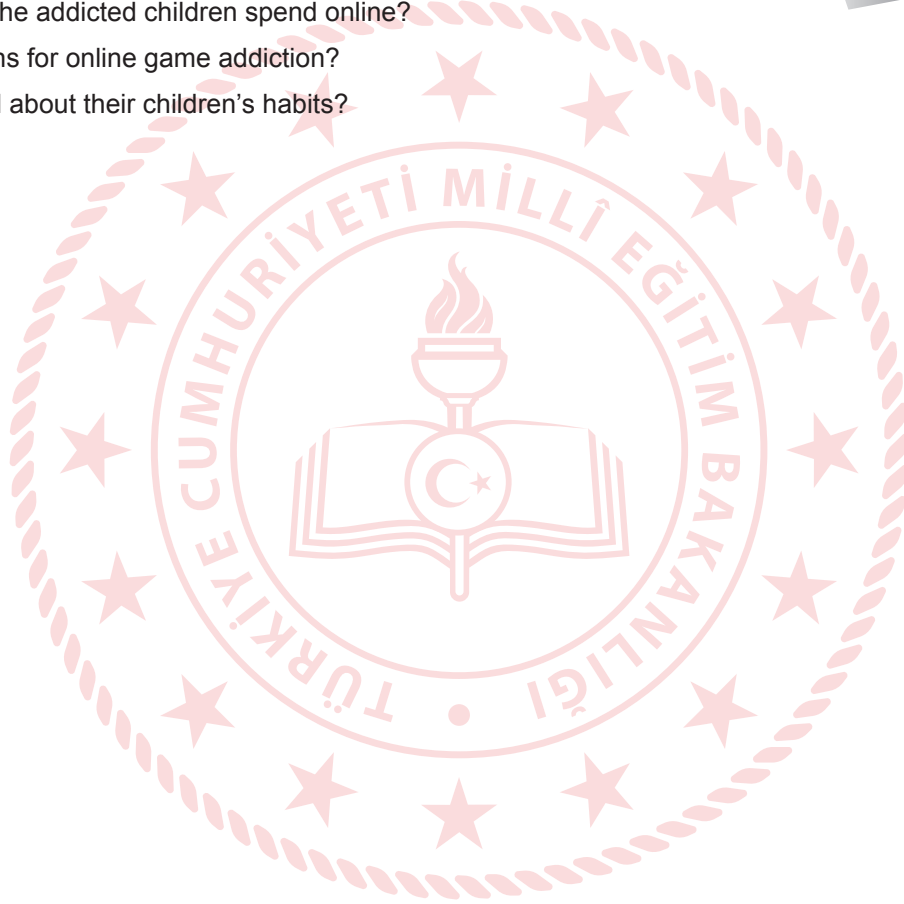 he addicted children spend online?
ns for online game addiction?
about their children's habits?
TÜRKİYE CUMHURİYETİ MİLLÎ EĞİTİM BAKANLIĞI